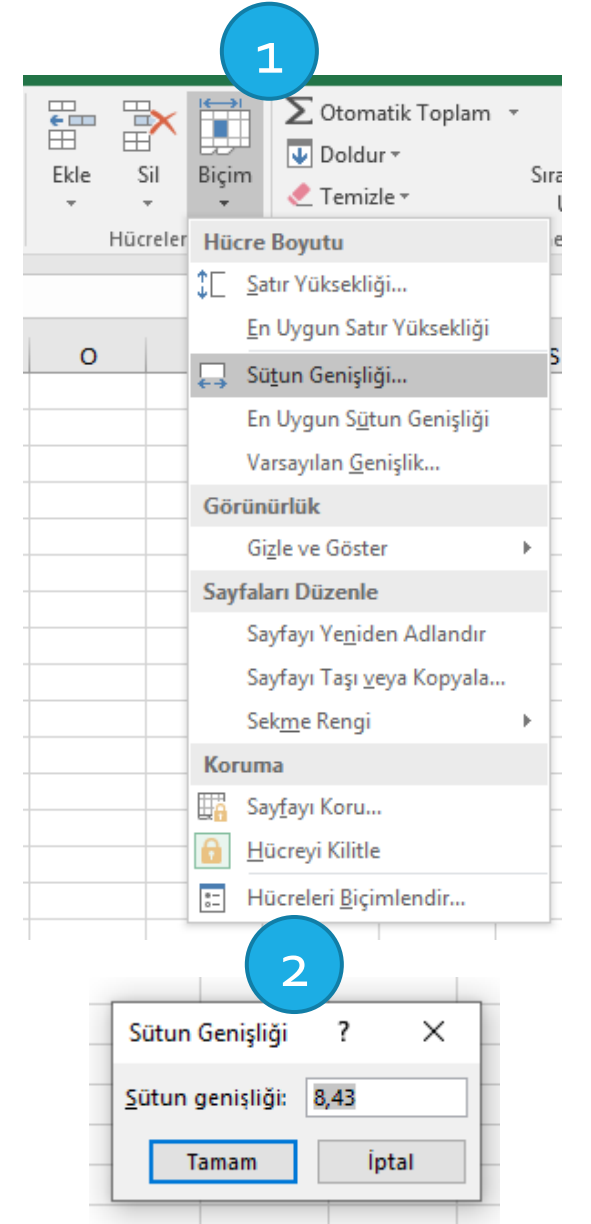 1
Otomatik Toplam
Doldur
Temizle
Ekle Sil Biçim
Hücreler
Hücre Boyutu
Satır Yüksekliği...
En Uygun Satır Yüksekliği
O
S
Sütun Genişliği...
En Uygun Sütun Genişliği
Varsayılan Genişlik...
Görünürlük
Gizle ve Göster
Sayfaları Düzenle
Sayfayı Yeniden Adlandır
Sayfayı Taşı veya Kopyala...
Sekme Rengi
Koruma
Sayfayı Koru...
Hücreyi Kilitle
Hücreleri Biçimlendir...
2
Sütun Genişliği ?
Sütun genişliği: 8,43
Tamam İptal